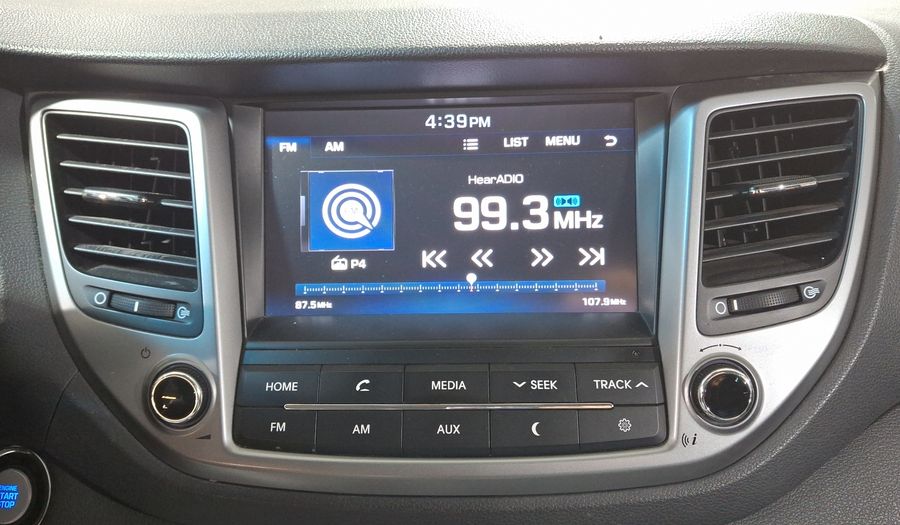 4:39PM
FM AM LIST MENU
HearADIO
99.3 MHz
P4
87.5MHz 107.9MHz
HOME MEDIA SEEK TRACK
FM AM AUX
i
ENGINE
START
STOP